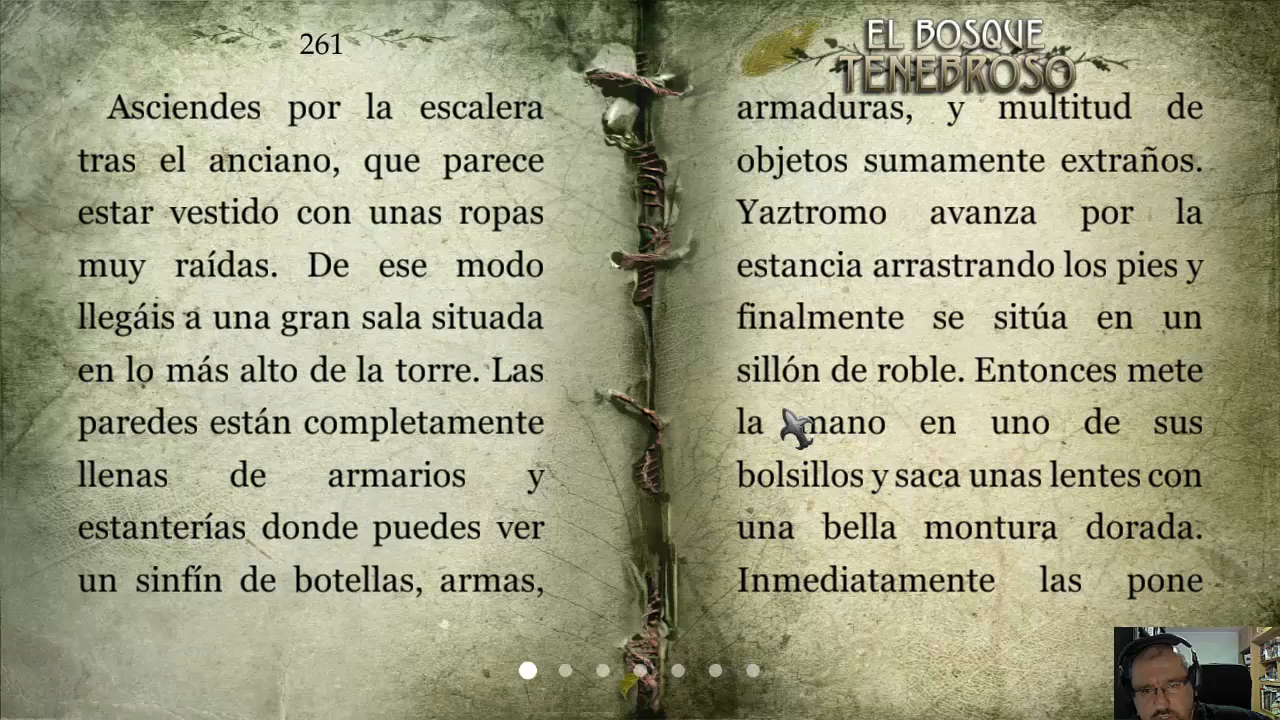 261
Asciendes por la escalera
tras el anciano, que parece
estar vestido con unas ropas
muy raídas. De ese modo
llegáis a una gran sala situada
en lo más alto de la torre. Las
paredes están completamente
llenas de armarios y
estanterías donde puedes ver
un sinfín de botellas, armas,
EL BOSQUE
TENEBROSO
armaduras, y multitud de
objetos sumamente extraños.
Yaztromo avanza por la
estancia arrastrando los pies y
finalmente se sitúa en un
sillón de roble. Entonces mete
la mano en uno de sus
bolsillos y saca unas lentes con
una bella montura dorada.
Inmediatamente las pone